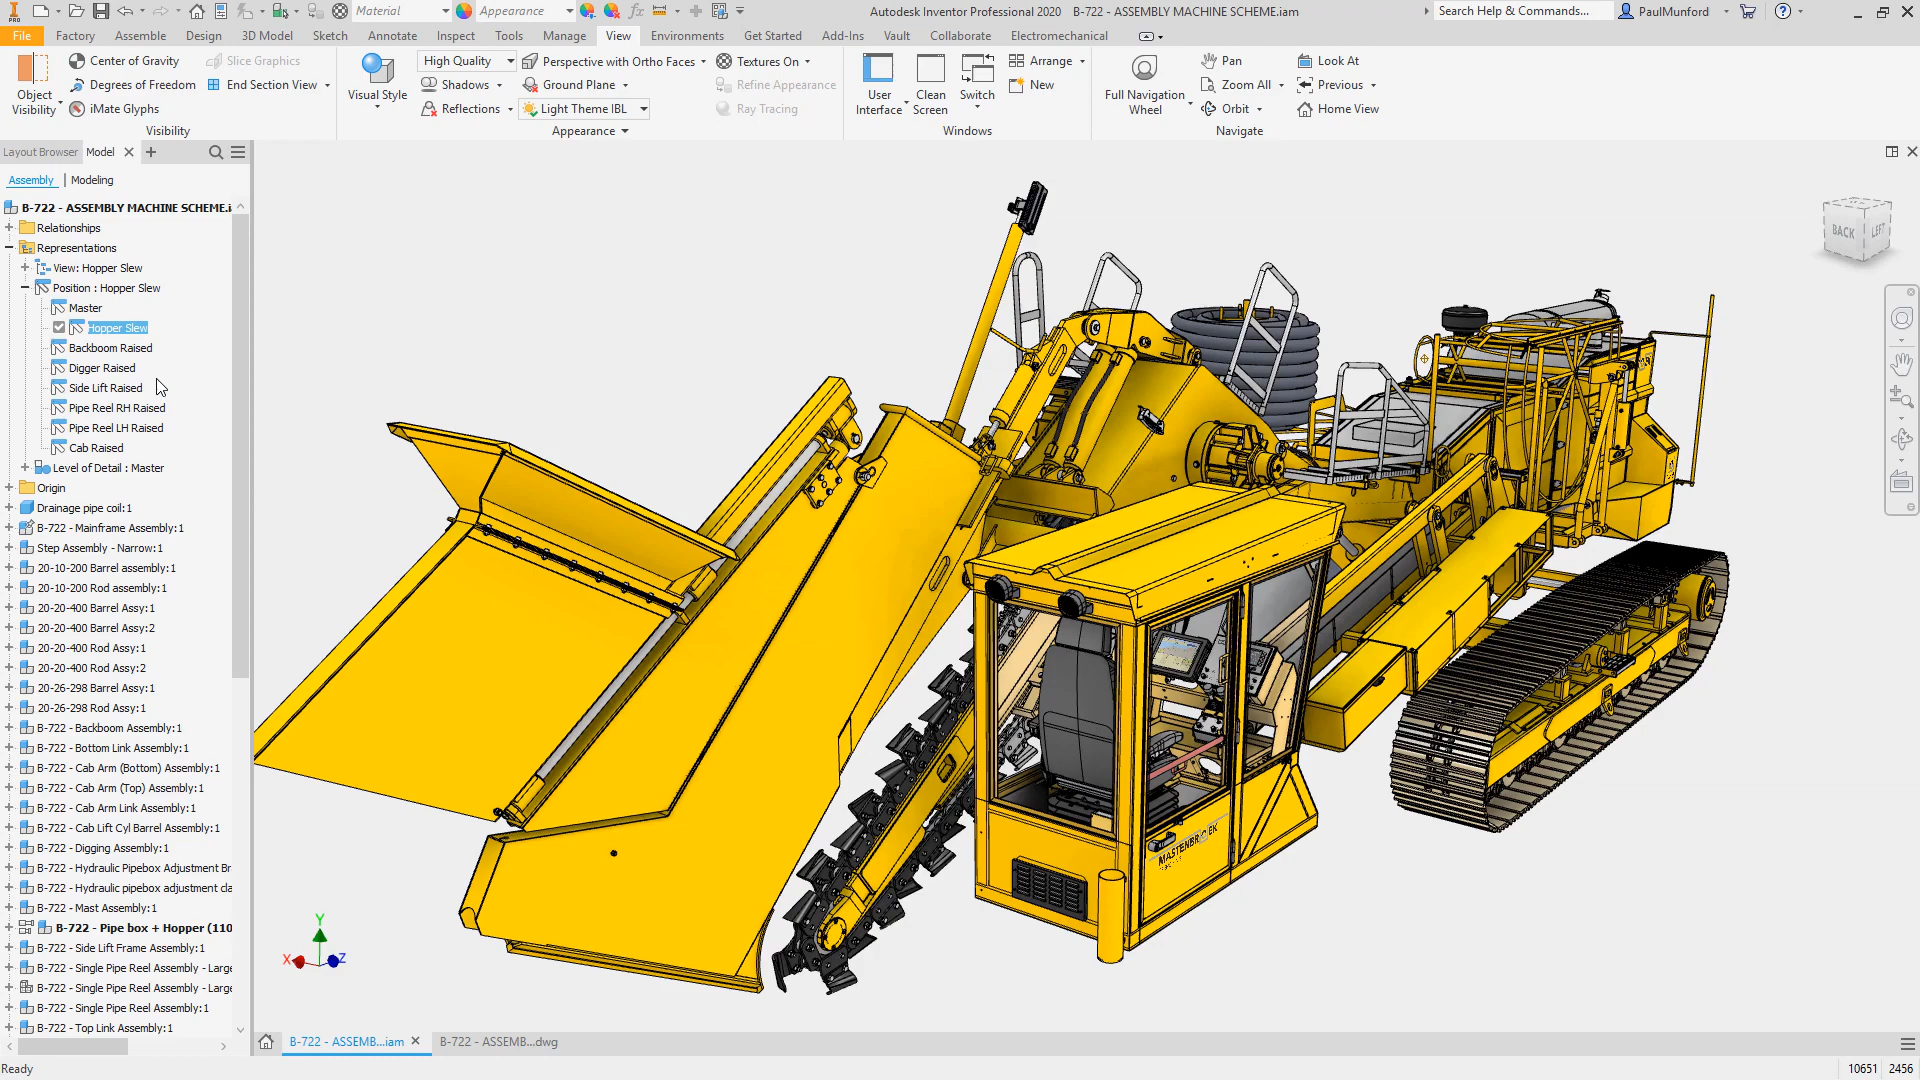 PRO
Material
Appearance
Autodesk Inventor Professional 2020 B-722 - ASSEMBLY MACHINE SCHEME.iam
Search Help & Commands...
PaulMunford
File
Factory
Assemble
Design
3D Model
Sketch
Annotate
Inspect
Tools
Manage
View
Environments
Get Started
Add-Ins
Vault
Collaborate
Electromechanical
Object Visibility
Center of Gravity
Degrees of Freedom
iMate Glyphs
Slice Graphics
End Section View
Visibility
Visual Style
High Quality
Shadows
Reflections
Perspective with Ortho Faces
Ground Plane
Light Theme IBL
Textures On
Refine Appearance
Ray Tracing
Appearance
User Interface
Clean Screen
Switch
Arrange
New
Windows
Full Navigation Wheel
Pan
Zoom All
Orbit
Look At
Previous
Home View
Navigate
Layout Browser
Model
Assembly
Modeling
B-722 - ASSEMBLY MACHINE SCHEME.i
Relationships
Representations
View: Hopper Slew
Position : Hopper Slew
Master
Hopper Slew
Backboom Raised
Digger Raised
Side Lift Raised
Pipe Reel RH Raised
Pipe Reel LH Raised
Cab Raised
Level of Detail : Master
Origin
Drainage pipe coil:1
B-722 - Mainframe Assembly:1
Step Assembly - Narrow:1
20-10-200 Barrel assembly:1
20-10-200 Rod assembly:1
20-20-400 Barrel Assy:1
20-20-400 Barrel Assy:2
20-20-400 Rod Assy:1
20-20-400 Rod Assy:2
20-26-298 Barrel Assy:1
20-26-298 Rod Assy:1
B-722 - Backboom Assembly:1
B-722 - Bottom Link Assembly:1
B-722 - Cab Arm (Bottom) Assembly:1
B-722 - Cab Arm (Top) Assembly:1
B-722 - Cab Arm Link Assembly:1
B-722 - Cab Lift Cyl Barrel Assembly:1
B-722 - Digging Assembly:1
B-722 - Hydraulic Pipebox Adjustment Br
B-722 - Hydraulic pipebox adjustment cla
B-722 - Mast Assembly:1
B-722 - Pipe box + Hopper (110
B-722 - Side Lift Frame Assembly:1
B-722 - Single Pipe Reel Assembly - Large
B-722 - Single Pipe Reel Assembly - Large
B-722 - Single Pipe Reel Assembly:1
B-722 - Top Link Assembly:1
BACK
LEFT
MASTENBROEK
Y
X
Z
B-722 - ASSEMB...iam
B-722 - ASSEMB...dwg
Ready
10651
2456